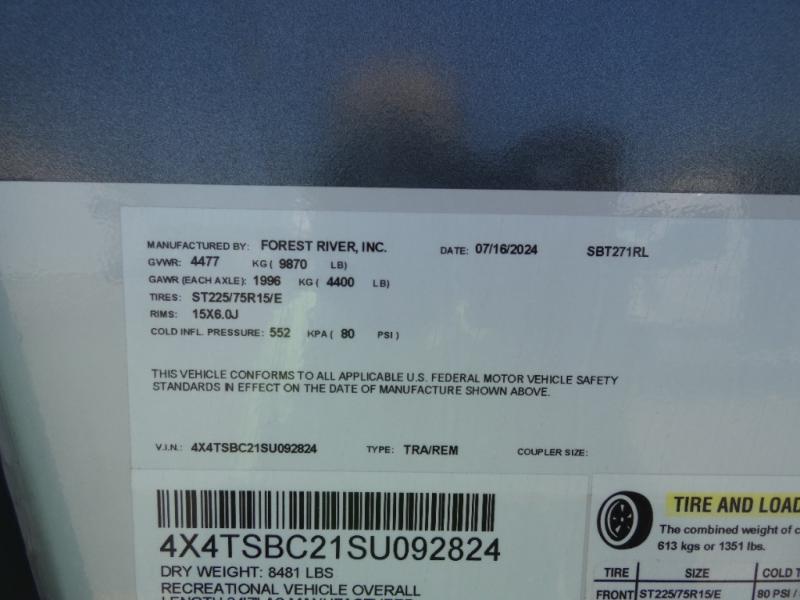 MANUFACTURED BY: FOREST RIVER, INC. DATE: 07/16/2024 SBT271RL
GVWR: 4477 KG ( 9870 LB)
GAWR (EACH AXLE): 1996 KG ( 4400 LB)
TIRES: ST225/75R15/E
RIMS: 15X6.0J
COLD INFL. PRESSURE: 552 KPA ( 80 PSI )
THIS VEHICLE CONFORMS TO ALL APPLICABLE U.S. FEDERAL MOTOR VEHICLE SAFETY
STANDARDS IN EFFECT ON THE DATE OF MANUFACTURE SHOWN ABOVE.
V.I.N.: 4X4TSBC21SU092824 TYPE: TRA/REM COUPLER SIZE:
4X4TSBC21SU092824
DRY WEIGHT: 8481 LBS
RECREATIONAL VEHICLE OVERALL
TIRE AND LOAD
The combined weight of
613 kgs or 1351 lbs.
TIRE SIZE COLD
FRONT ST225/75R15/E 80 PSI /